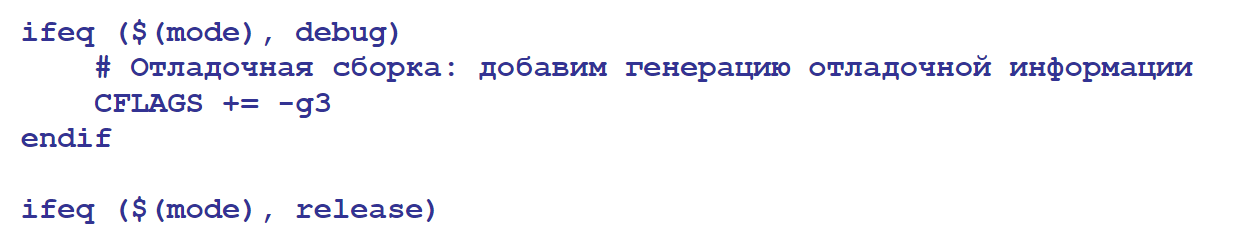 ifeq ($(mode), debug)
# Отладочная сборка: добавим генерацию отладочной информации
CFLAGS += -g3
endif
ifeq ($(mode), release)